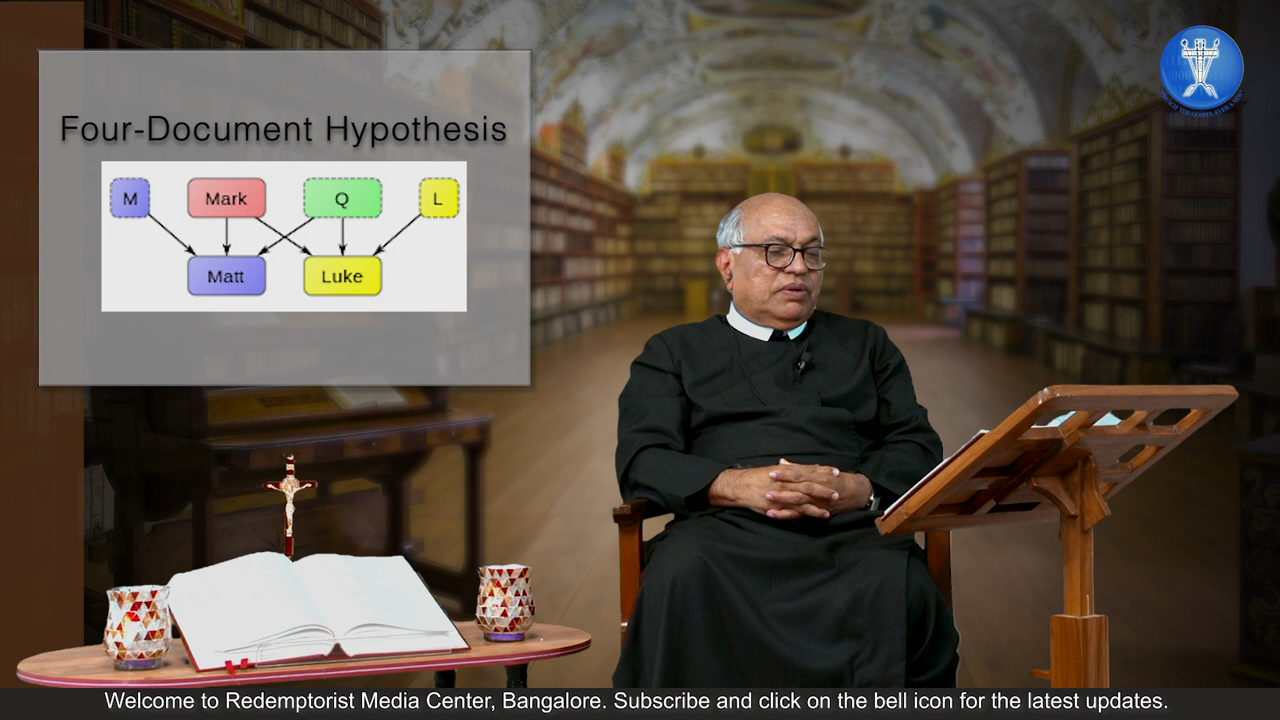 Four-Document Hypothesis
M Mark Q L
Matt Luke
Welcome to Redemptorist Media Center, Bangalore. Subscribe and click on the bell icon for the latest updates.